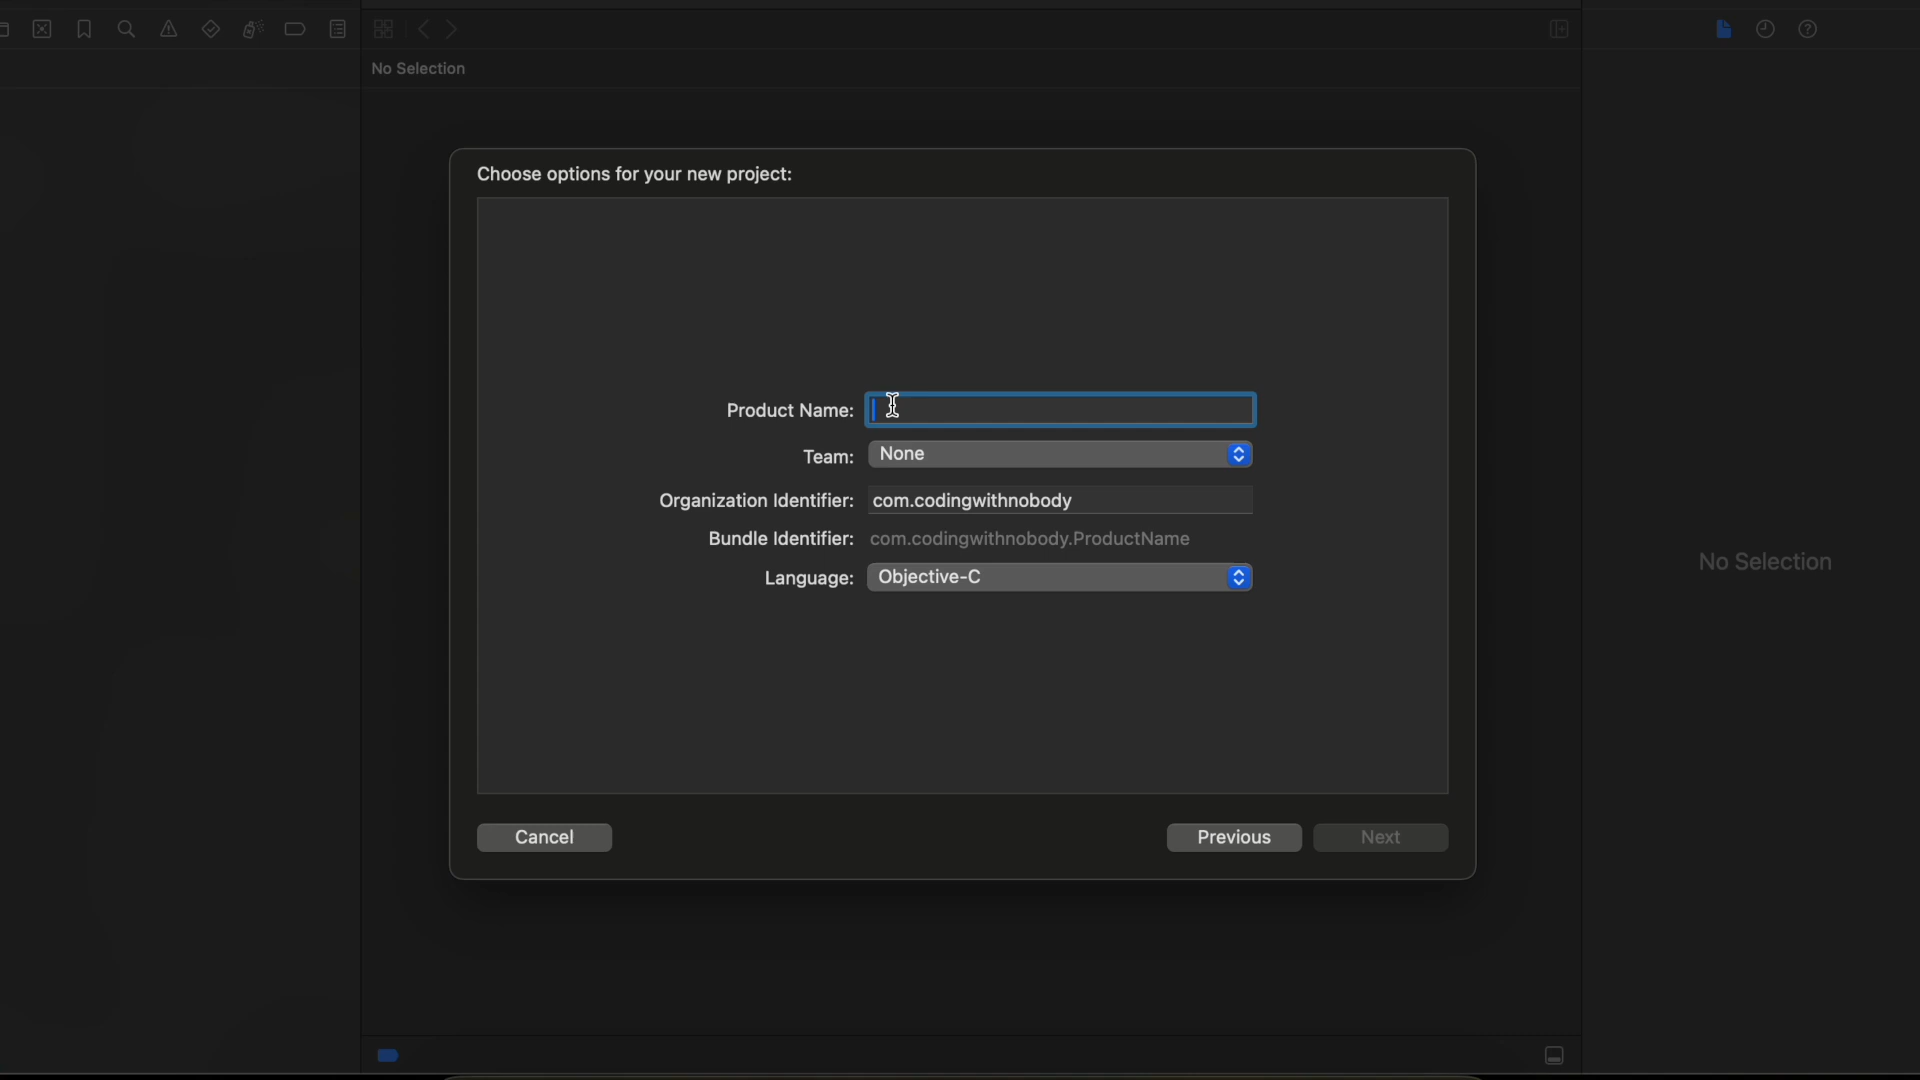 No Selection
Choose options for your new project:
Product Name:
Team: None
Organization Identifier: com.codingwithnobody
Bundle Identifier: com.codingwithnobody.ProductName
Language: Objective-C
No Selection
Cancel Previous Next